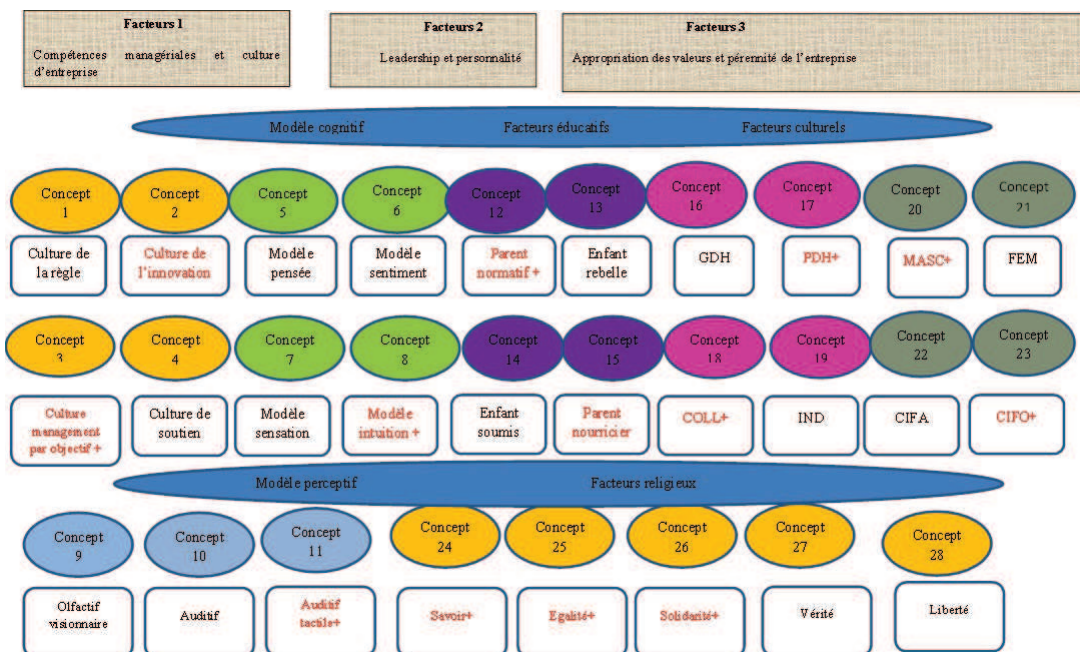 Facteurs 1
Compétences managériales et culture
d'entreprise
Facteurs 2
Leadership et personnalité
Facteurs 3
Appropriation des valeurs et pérennité de l'entreprise
Modèle cognitif
Facteurs éducatifs
Facteurs culturels
Concept
1
Concept
2
Concept
5
Concept
6
Concept
12
Concept
13
Concept
16
Concept
17
Concept
20
Concept
21
Culture de
la règle
Culture de
l'innovation
Modèle
pensée
Modèle
sentiment
Parent
normatif +
Enfant
rebelle
GDH
PDH+
MASC+
FEM
Concept
3
Concept
4
Concept
7
Concept
8
Concept
14
Concept
15
Concept
18
Concept
19
Concept
22
Concept
23
Culture
management
par objectif +
Culture de
soutien
Modèle
sensation
Modèle
intuition +
Enfant
soumis
Parent
nourricier
COLL+
IND
CIFA
CIFO+
Modèle perceptif
Facteurs religieux
Concept
9
Concept
10
Concept
11
Concept
24
Concept
25
Concept
26
Concept
27
Concept
28
Olfactif
visionnaire
Auditif
Auditif
tactile+
Savoir+
Egalité+
Solidarité+
Vérité
Liberté